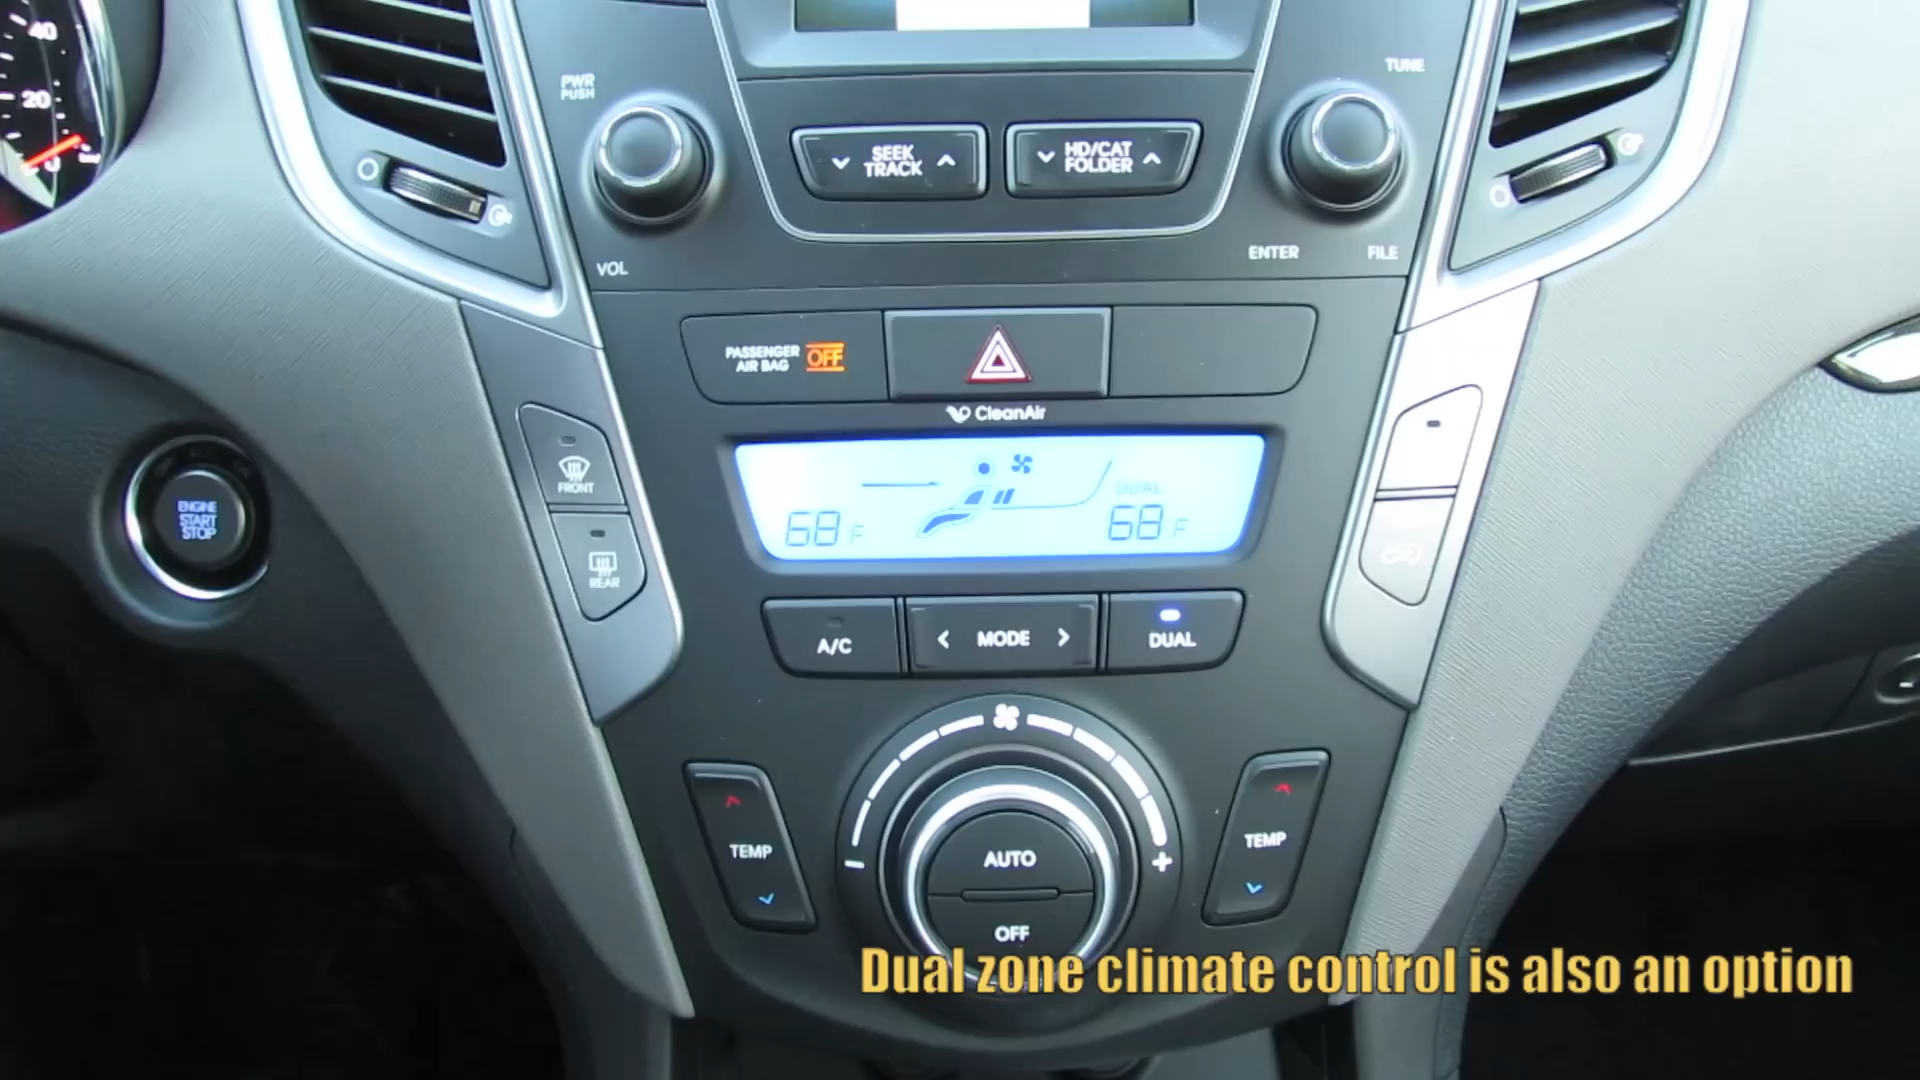 40
20
0
PWR
PUSH
TUNE
SEEK
TRACK
HD/CAT
FOLDER
VOL
ENTER
FILE
PASSENGER
AIR BAG
OFF
CleanAir
FRONT
REAR
ENGINE
START
STOP
DUAL
68 F
68 F
A/C
< MODE >
DUAL
TEMP
TEMP
AUTO
OFF
Dual zone climate control is also an option